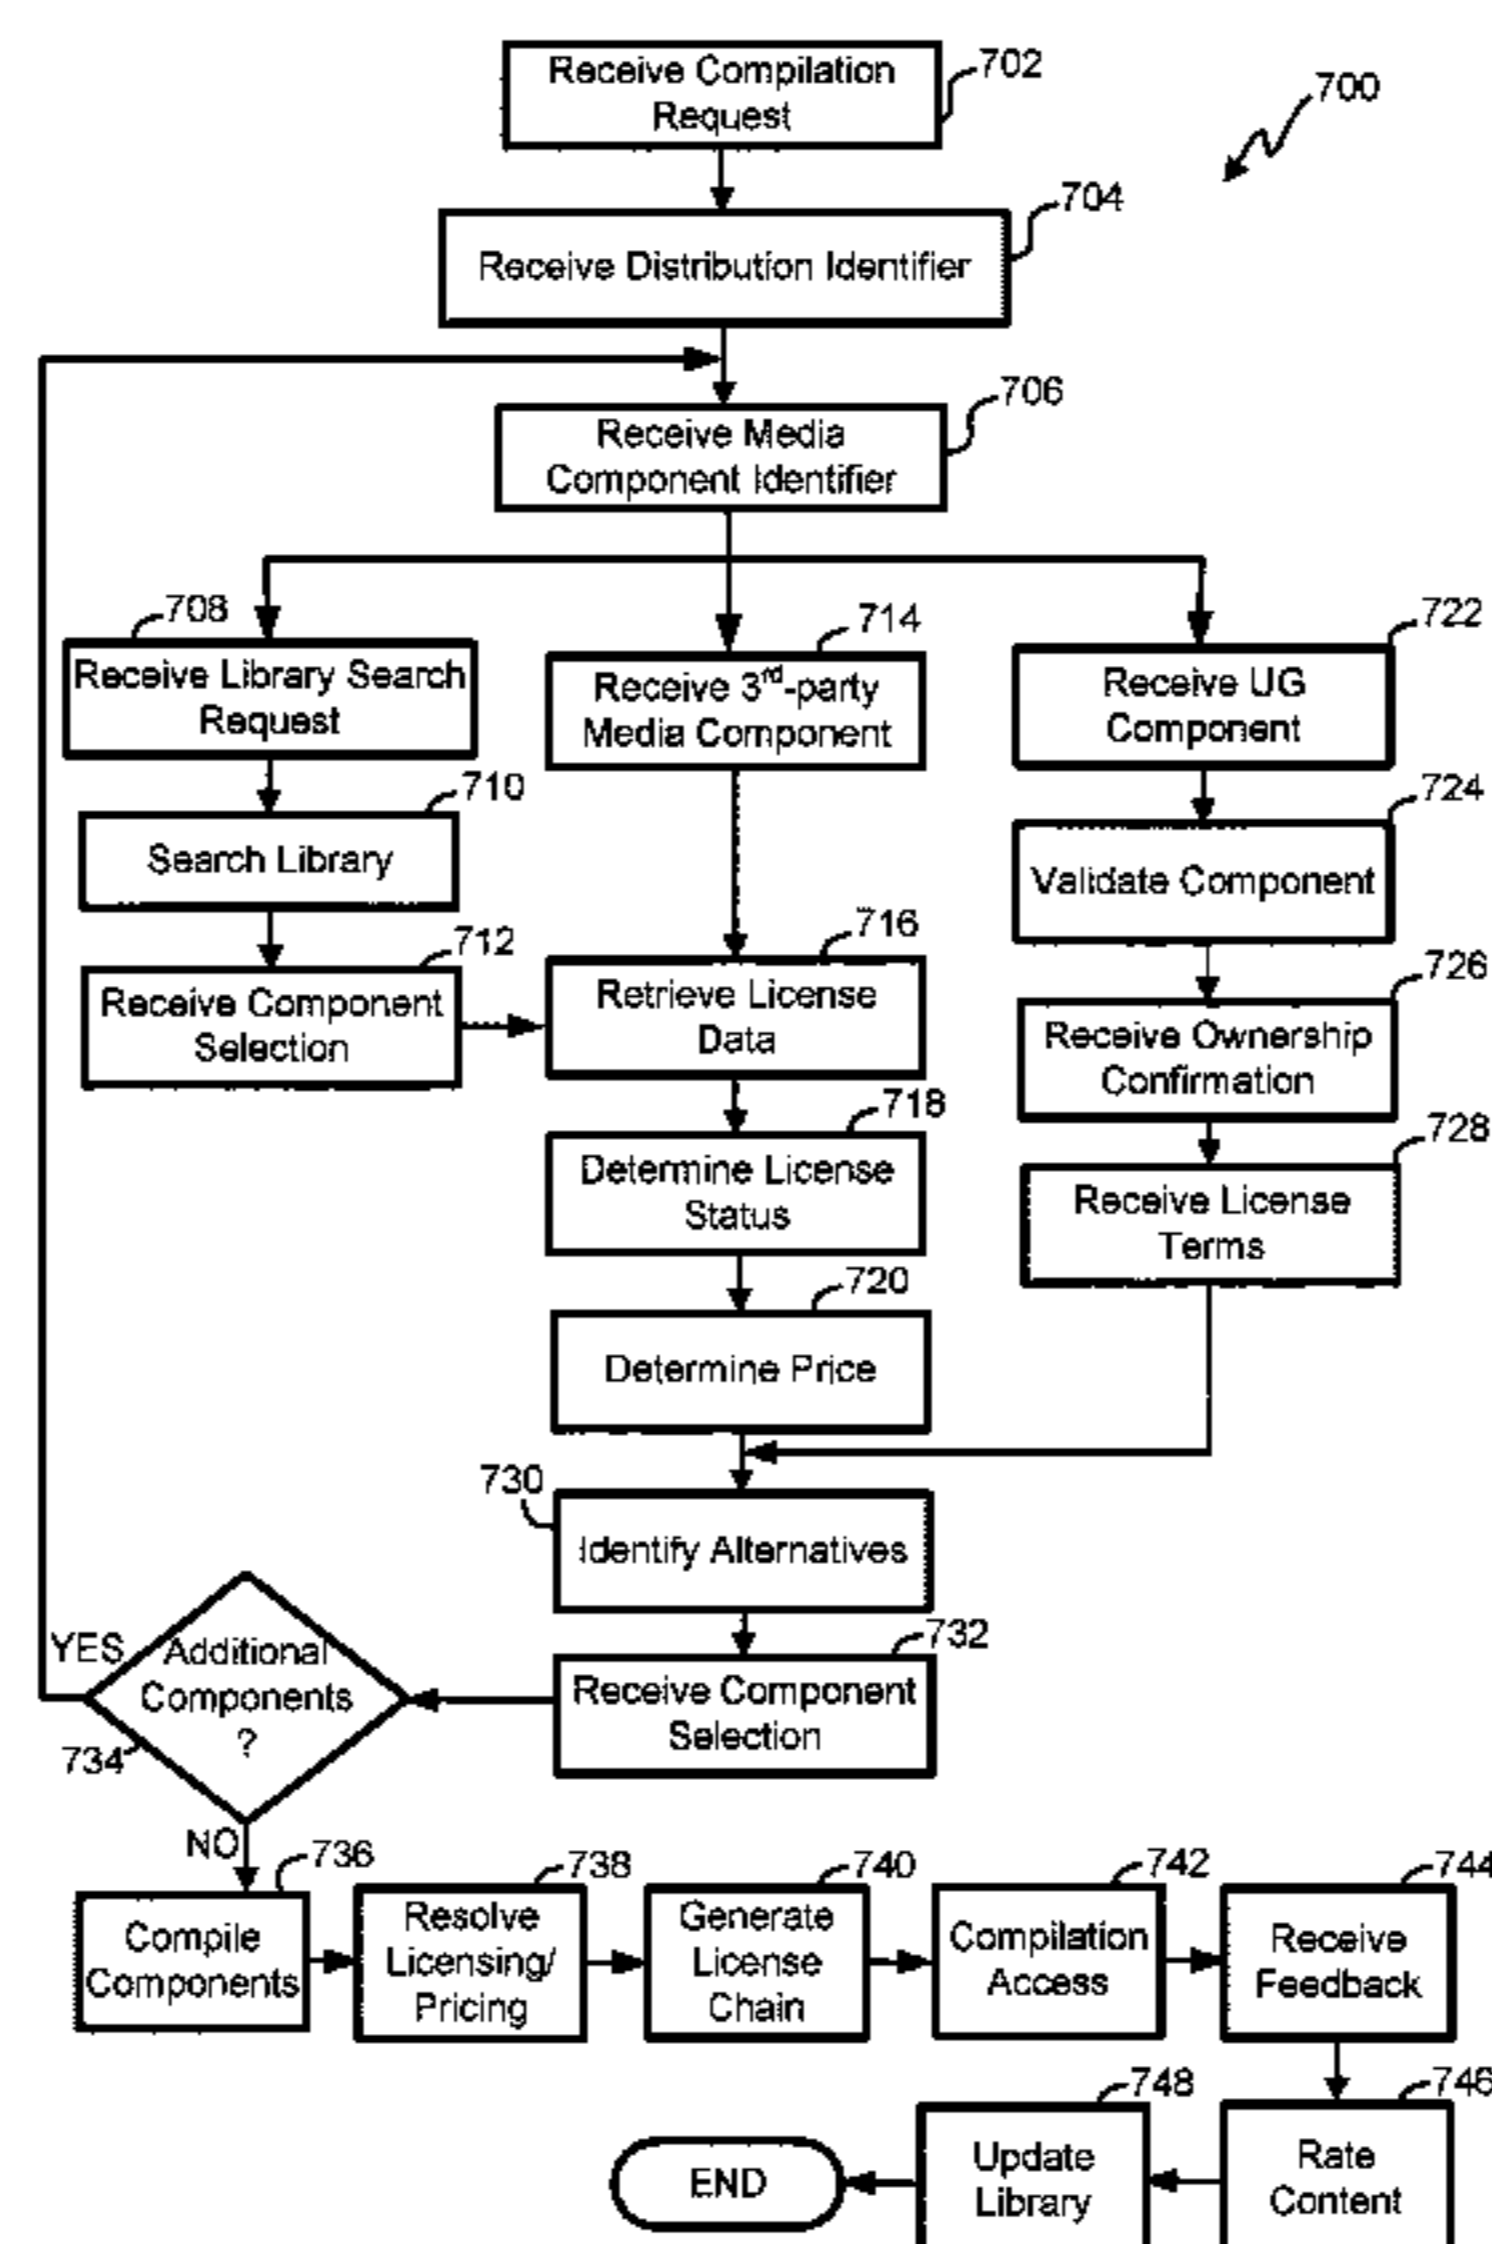 Receive Compilation
Request
702
700
Receive Distribution Identifier
704
Receive Media
Component Identifier
706
708
Receive Library Search
Request
710
Search Library
712
Receive Component
Selection
714
Receive 3rd-party
Media Component
716
Retrieve License
Data
718
Determine License
Status
720
Determine Price
722
Receive UG
Component
724
Validate Component
726
Receive Ownership
Confirmation
728
Receive License
Terms
730
Identify Alternatives
732
Receive Component
Selection
YES
Additional
Components
?
734
NO
736
Compile
Components
738
Resolve
Licensing/
Pricing
740
Generate
License
Chain
742
Compilation
Access
744
Receive
Feedback
746
Rate
Content
748
Update
Library
END